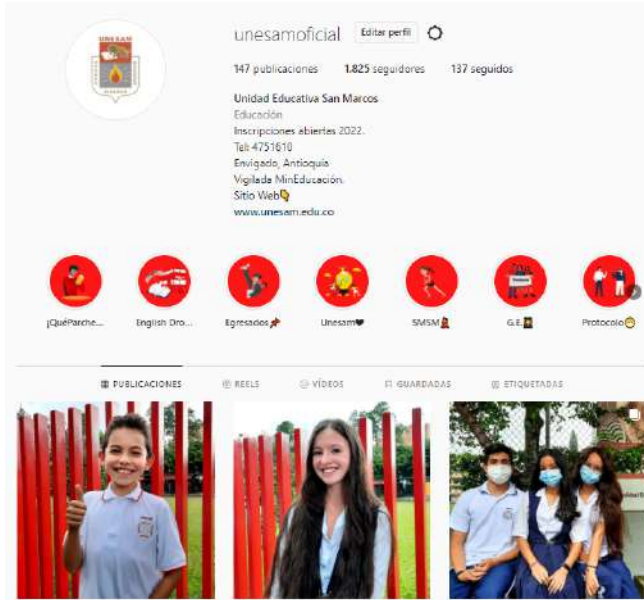 UNESAM
unesamoficial Editar perfil
147 publicaciones 1.825 seguidores 137 seguidos
Unidad Educativa San Marcos
Educación
Inscripciones abiertas 2022.
Tel: 4751610
Envigado, Antioquia
Vigilada MinEducación.
Sitio Web👇
www.unesam.edu.co
¡QuéParche... English Dro... Egresados📌 Unesam🖤 SMSM💃 G.E. Protocolo😁
PUBLICACIONES REELS VÍDEOS GUARDADAS ETIQUETADAS